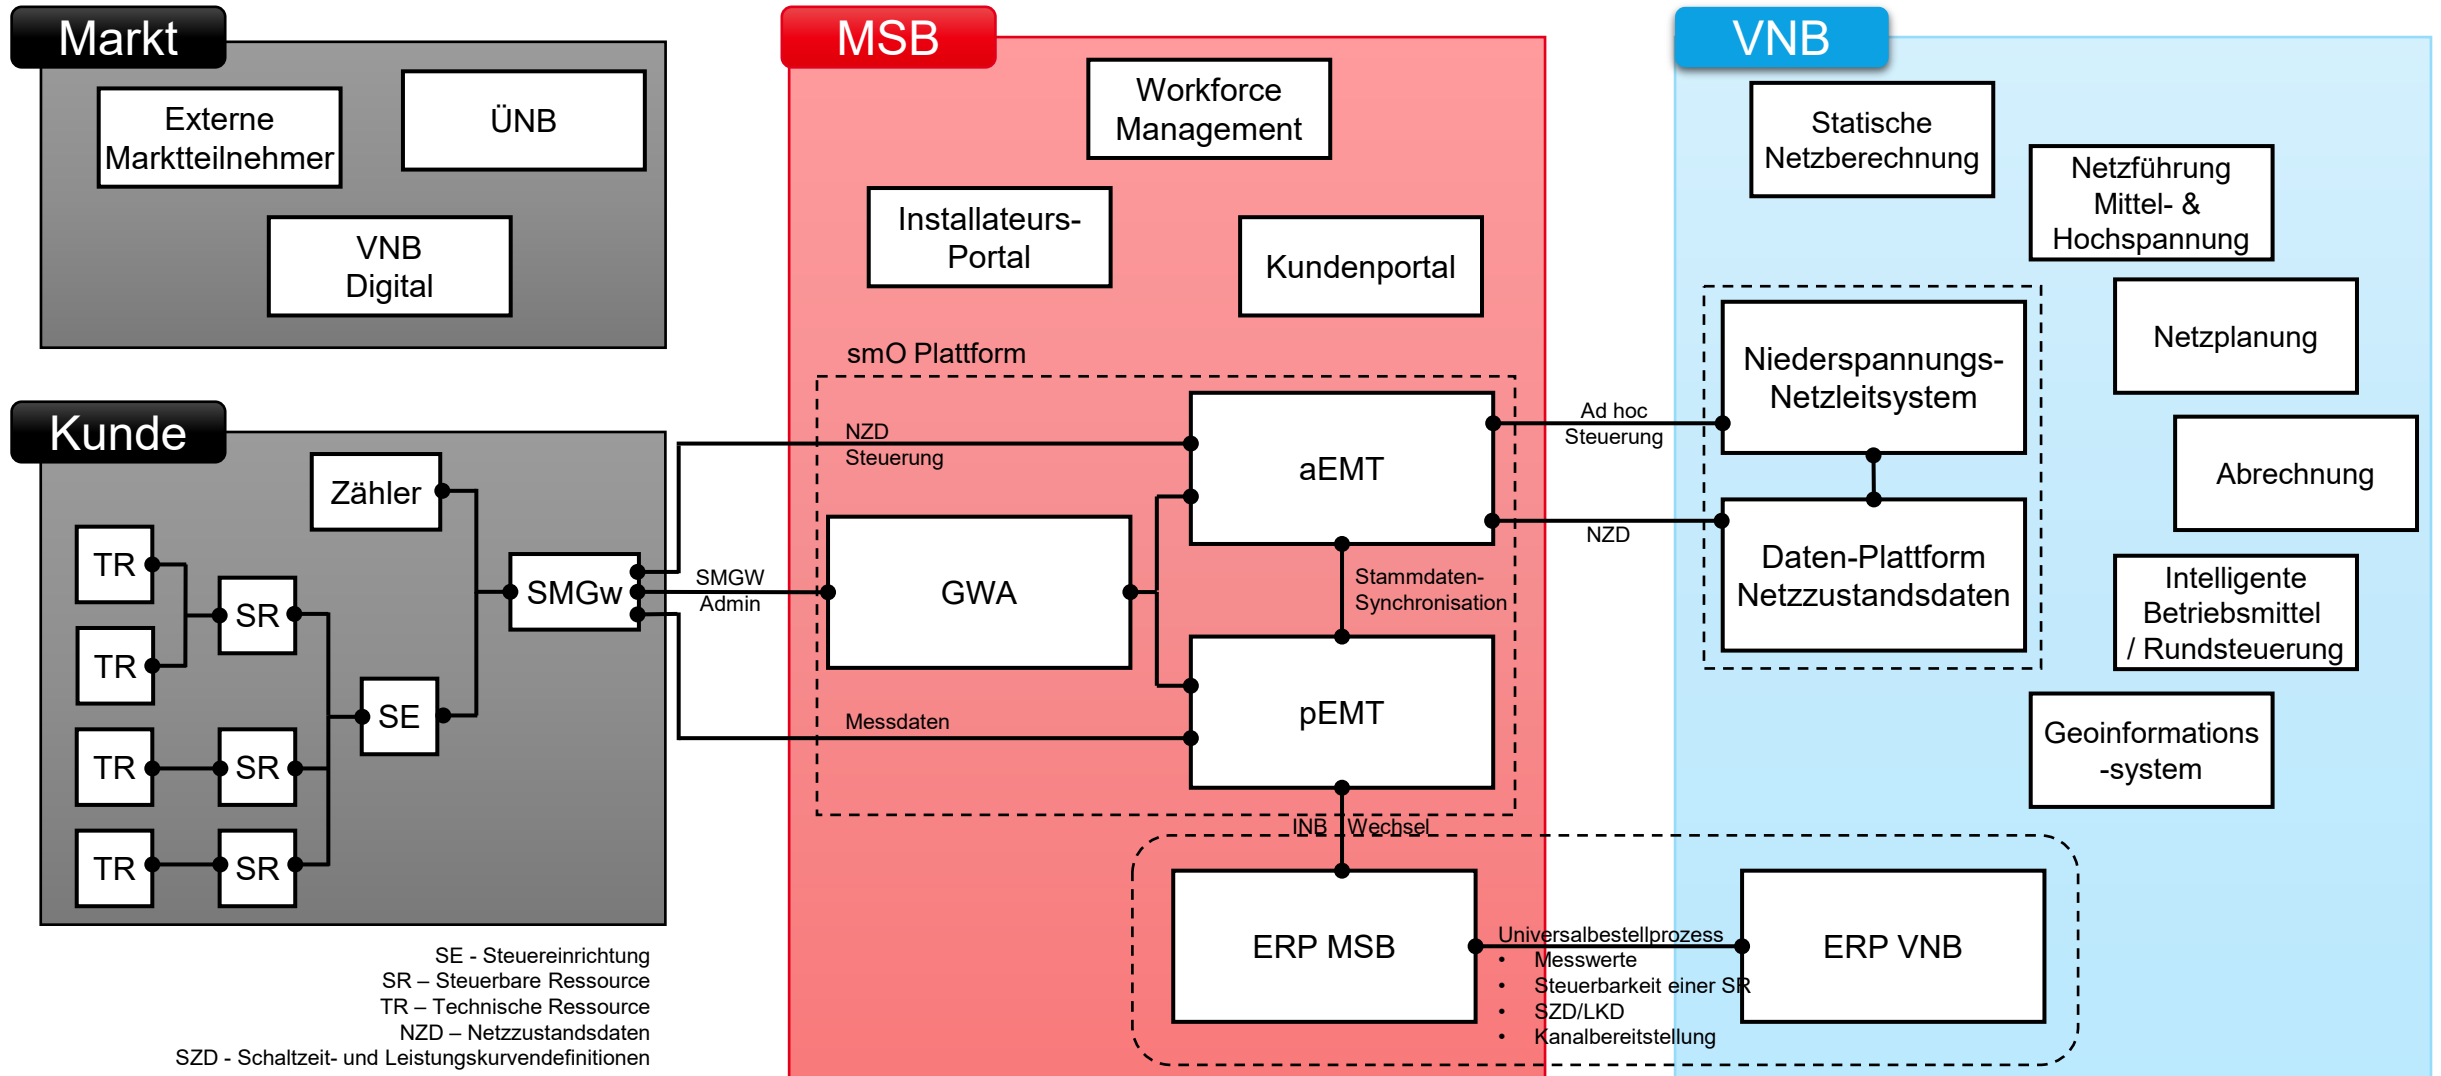 Markt
Externe
Marktteilnehmer
ÜNB
VNB
Digital
Kunde
Zähler
TR
TR
TR
TR
SR
SR
SR
SE
SMGw
SE - Steuereinrichtung
SR – Steuerbare Ressource
TR – Technische Ressource
NZD – Netzzustandsdaten
SZD - Schaltzeit- und Leistungskurvendefinitionen
NZD
Steuerung
SMGW
Admin
Messdaten
MSB
Workforce
Management
Installateurs-
Portal
Kundenportal
smO Plattform
aEMT
GWA
Stammdaten-
Synchronisation
pEMT
INB Wechsel
ERP MSB
Ad hoc
Steuerung
NZD
Universalbestellprozess
• Messwerte
• Steuerbarkeit einer SR
• SZD/LKD
• Kanalbereitstellung
VNB
Statische
Netzberechnung
Netzführung
Mittel- &
Hochspannung
Niederspannungs-
Netzleitsystem
Netzplanung
Abrechnung
Daten-Plattform
Netzzustandsdaten
Intelligente
Betriebsmittel
/ Rundsteuerung
Geoinformations
-system
ERP VNB